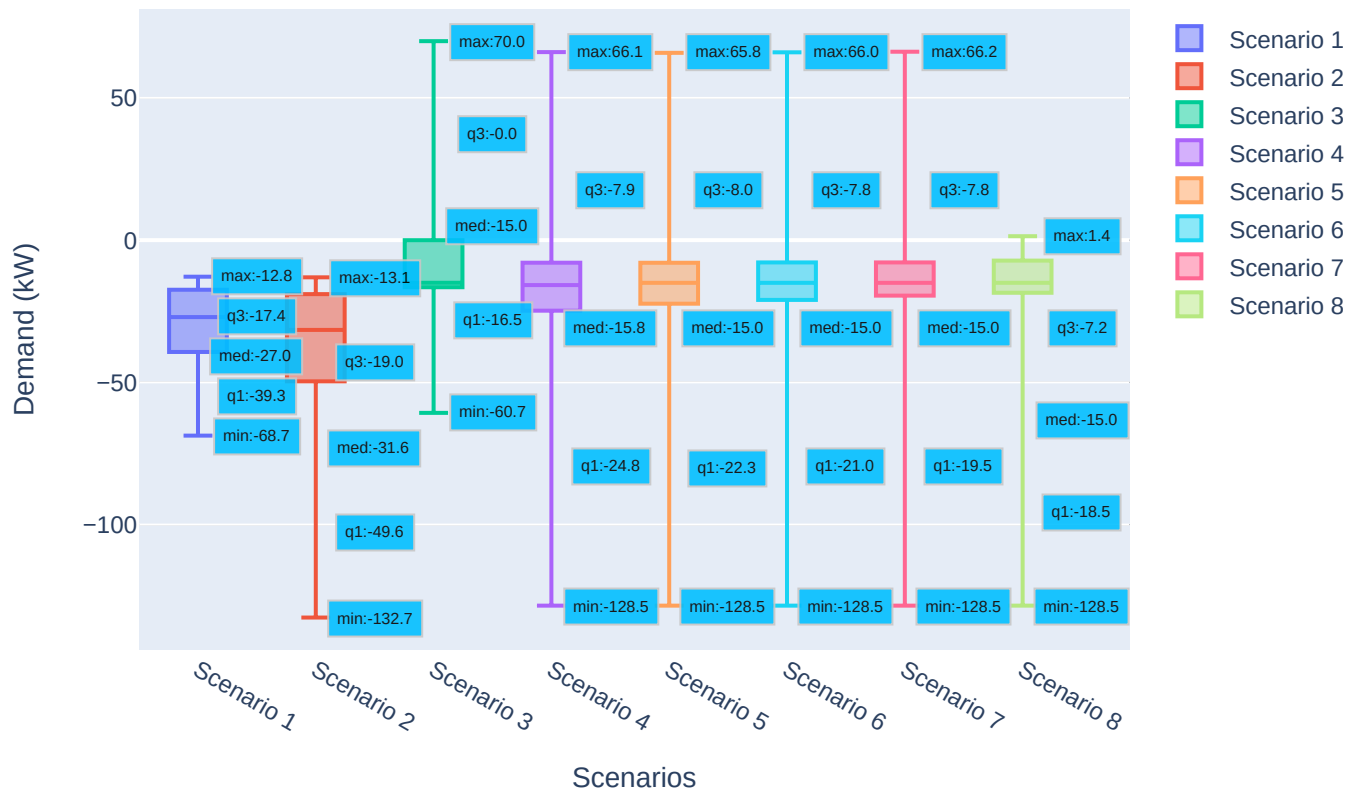 Demand (kW)
50
0
−50
−100
max:-12.8
q3:-17.4
med:-27.0
q1:-39.3
min:-68.7
max:-13.1
q3:-19.0
med:-31.6
q1:-49.6
min:-132.7
max:70.0
q3:-0.0
med:-15.0
q1:-16.5
min:-60.7
max:66.1
q3:-7.9
med:-15.8
q1:-24.8
min:-128.5
max:65.8
q3:-8.0
med:-15.0
q1:-22.3
min:-128.5
max:66.0
q3:-7.8
med:-15.0
q1:-21.0
min:-128.5
max:66.2
q3:-7.8
med:-15.0
q1:-19.5
min:-128.5
max:1.4
q3:-7.2
med:-15.0
q1:-18.5
min:-128.5
Scenario 1
Scenario 2
Scenario 3
Scenario 4
Scenario 5
Scenario 6
Scenario 7
Scenario 8
Scenarios
Scenario 1
Scenario 2
Scenario 3
Scenario 4
Scenario 5
Scenario 6
Scenario 7
Scenario 8